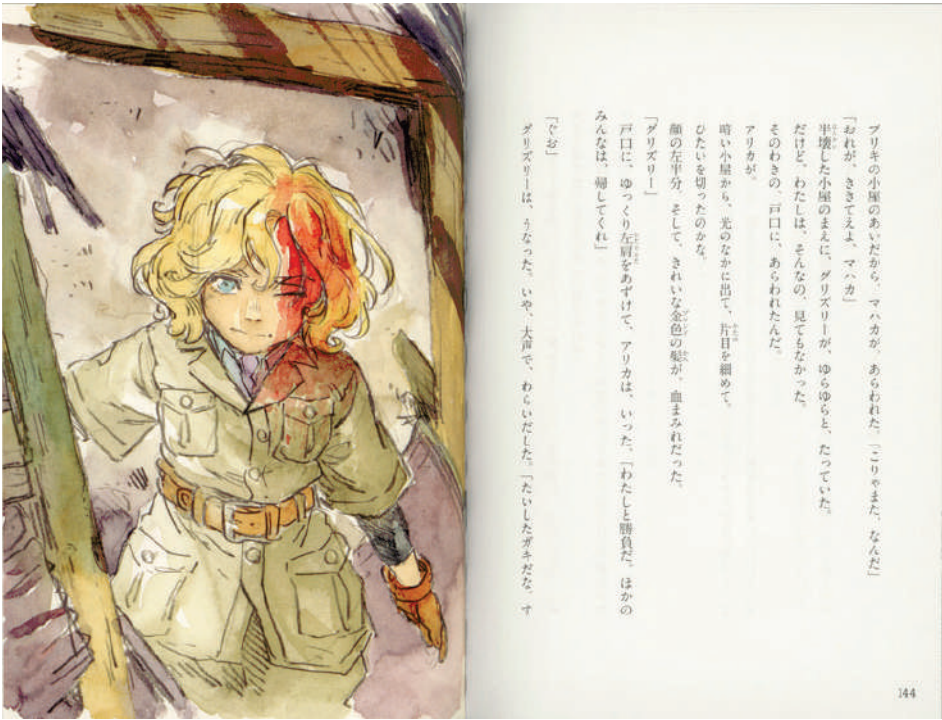 ブリキの小屋のあいだから、マハカが、あらわれた。「こりゃまた、なんだ」
「おれが、ききてえよ、マハカ」
半壊した小屋のまえに、グリズリーが、ゆらゆらと、たっていた。
だけど、わたしは、そんなの、見てもなかった。
そのわきの、戸口に、あらわれたんだ。
アリカが。
暗い小屋から、光のなかに出て、片目を細めて。
ひたいを切ったのかな。
顔の左半分、そして、きれいな金色の髪が、血まみれだった。
「グリズリー」
戸口に、ゆっくり左肩をあずけて、アリカは、いった。「わたしと勝負だ。ほかの
みんなは、帰してくれ」
「ぐお」
グリズリーは、うなった。いや、大声で、わらいだした。「たいしたガキだな。す
144